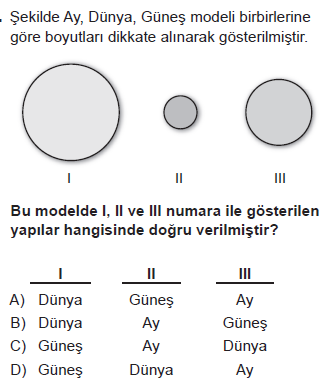 . Şekilde Ay, Dünya, Güneş modeli birbirlerine
göre boyutları dikkate alınarak gösterilmiştir.
I II III
Bu modelde I, II ve III numara ile gösterilen
yapılar hangisinde doğru verilmiştir?
I II III
A) Dünya Güneş Ay
B) Dünya Ay Güneş
C) Güneş Ay Dünya
D) Güneş Dünya Ay